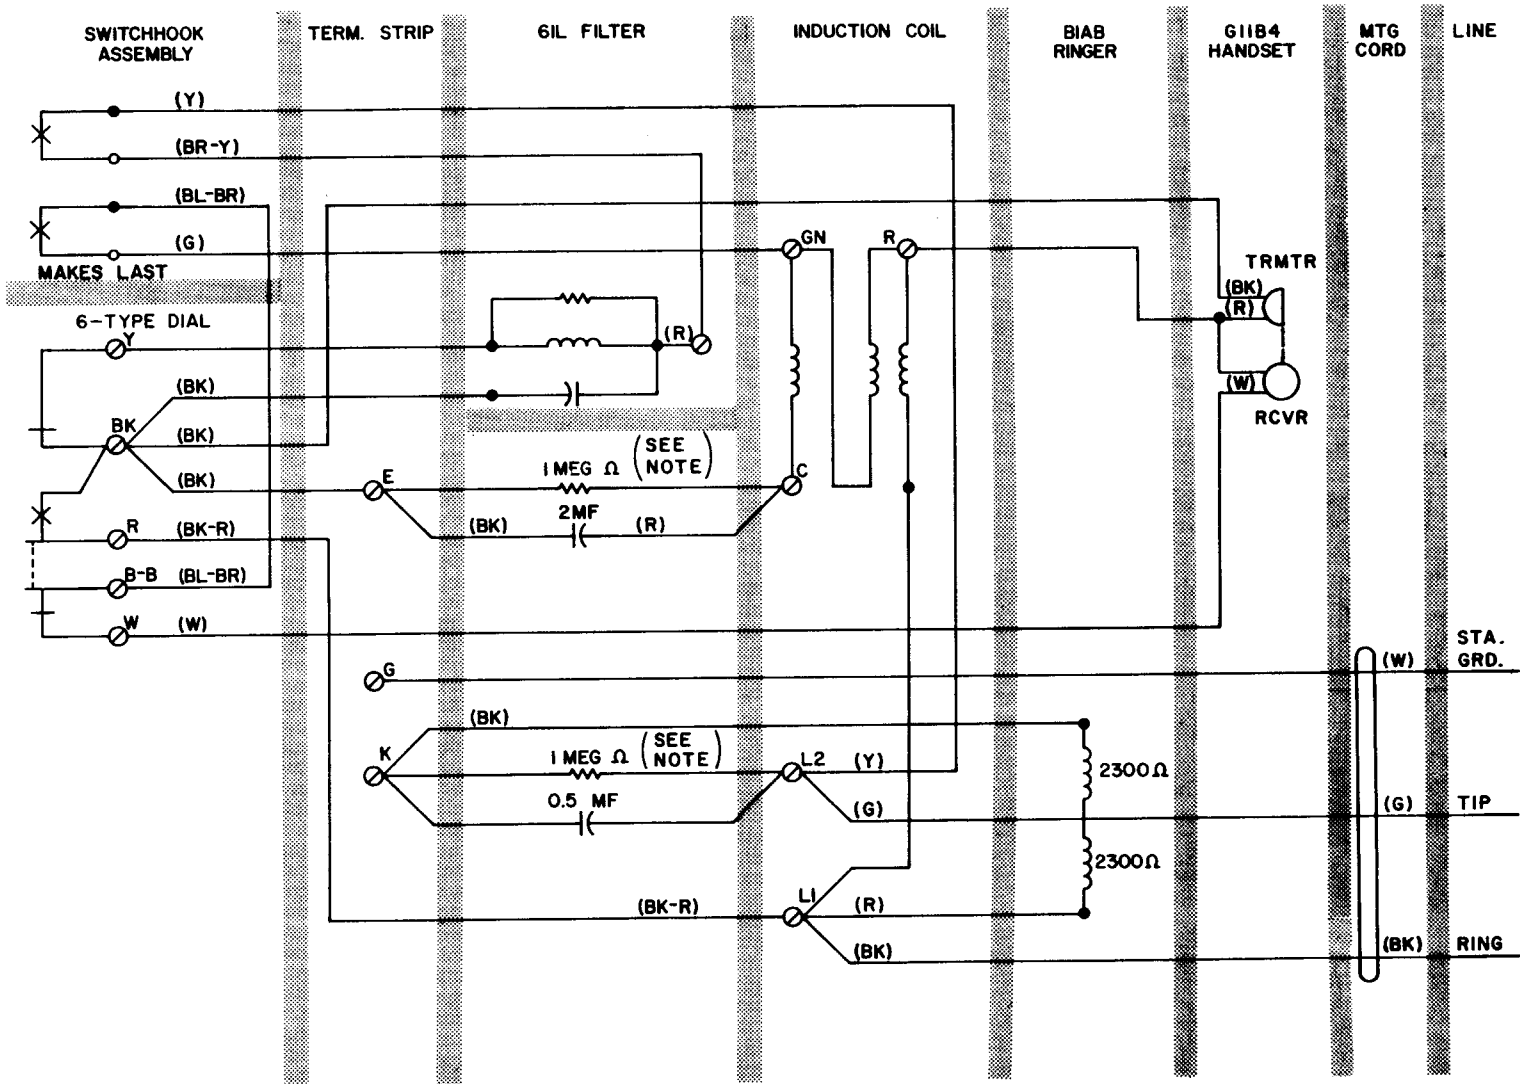 SWITCHHOOK
ASSEMBLY
TERM. STRIP
61L FILTER
INDUCTION COIL
B1AB
RINGER
G11B4
HANDSET
MTG
CORD
LINE
(Y)
(BR-Y)
(BL-BR)
(G)
GN
R
MAKES LAST
TRMTR
(BK)
(R)
6-TYPE DIAL
Y
(R)
(BK)
(W)
RCVR
BK
(BK)
(BK)
E
1 MEG Ω (SEE NOTE)
C
2MF
(BK)
(R)
R
(BK-R)
B-B
(BL-BR)
W
(W)
STA.
GRD.
(W)
G
(BK)
K
1 MEG Ω (SEE NOTE)
L2
(Y)
2300Ω
0.5 MF
(G)
(G)
TIP
2300Ω
L1
(BK-R)
(R)
(BK)
(BK)
RING